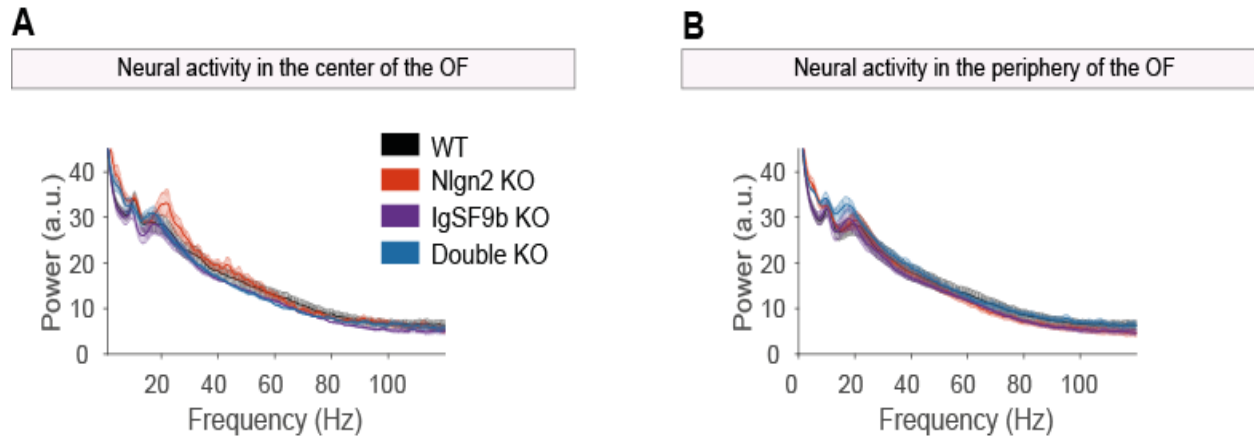 A
B
Neural activity in the center of the OF
Neural activity in the periphery of the OF
WT
Nlgn2 KO
IgSF9b KO
Double KO
Power (a.u.)
40
30
20
10
0
20
40
60
80
100
Frequency (Hz)
Power (a.u.)
40
30
20
10
0
0
20
40
60
80
100
Frequency (Hz)